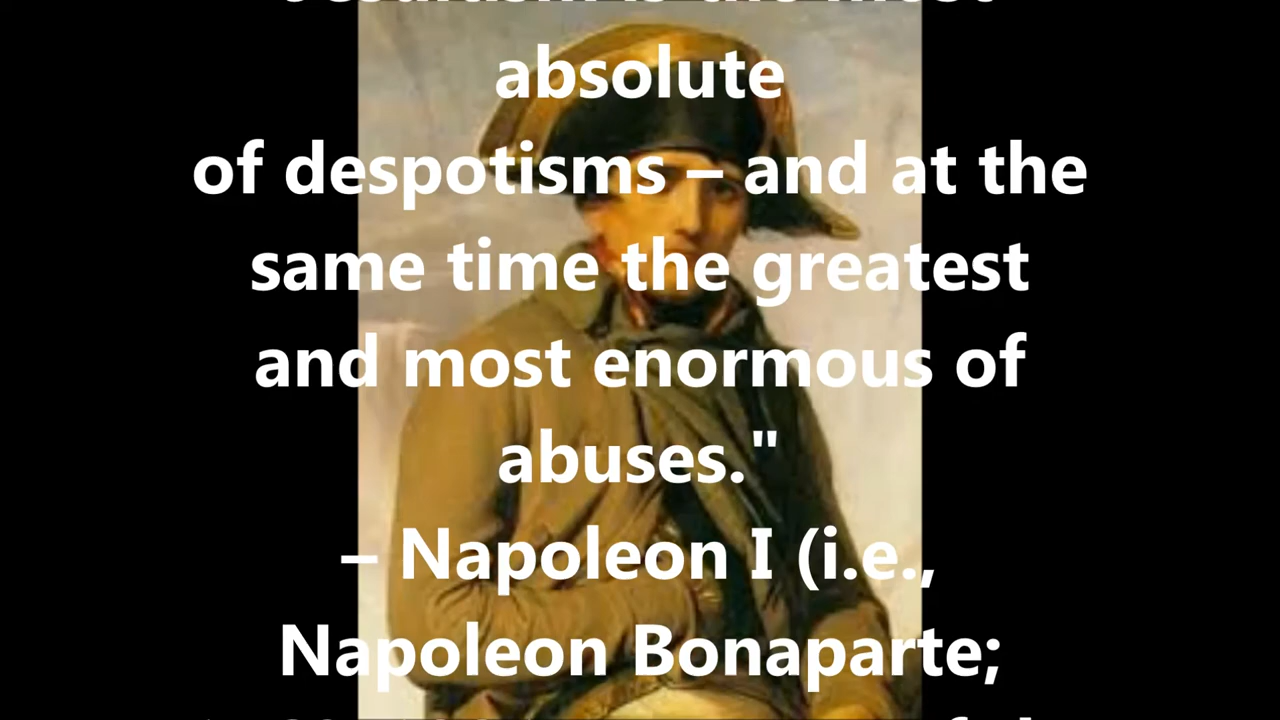 absolute
of despotisms – and at the
same time the greatest
and most enormous of
abuses."
– Napoleon I (i.e.,
Napoleon Bonaparte;